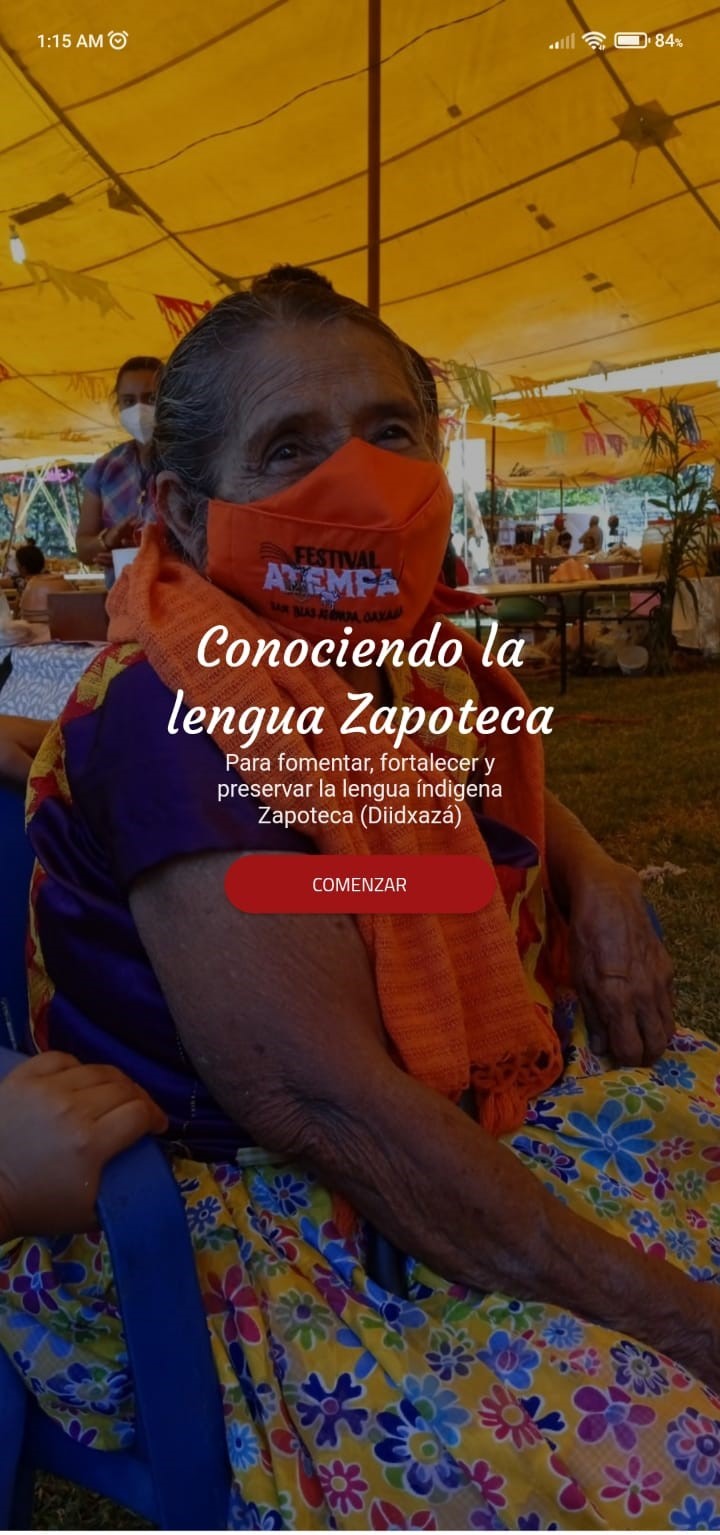 1:15 AM
84%
FESTIVAL
ATEMPA
SAN BLAS ATEMPA, OAXACA
Conociendo la
lengua Zapoteca
Para fomentar, fortalecer y
preservar la lengua índigena
Zapoteca (Diidxazá)
COMENZAR